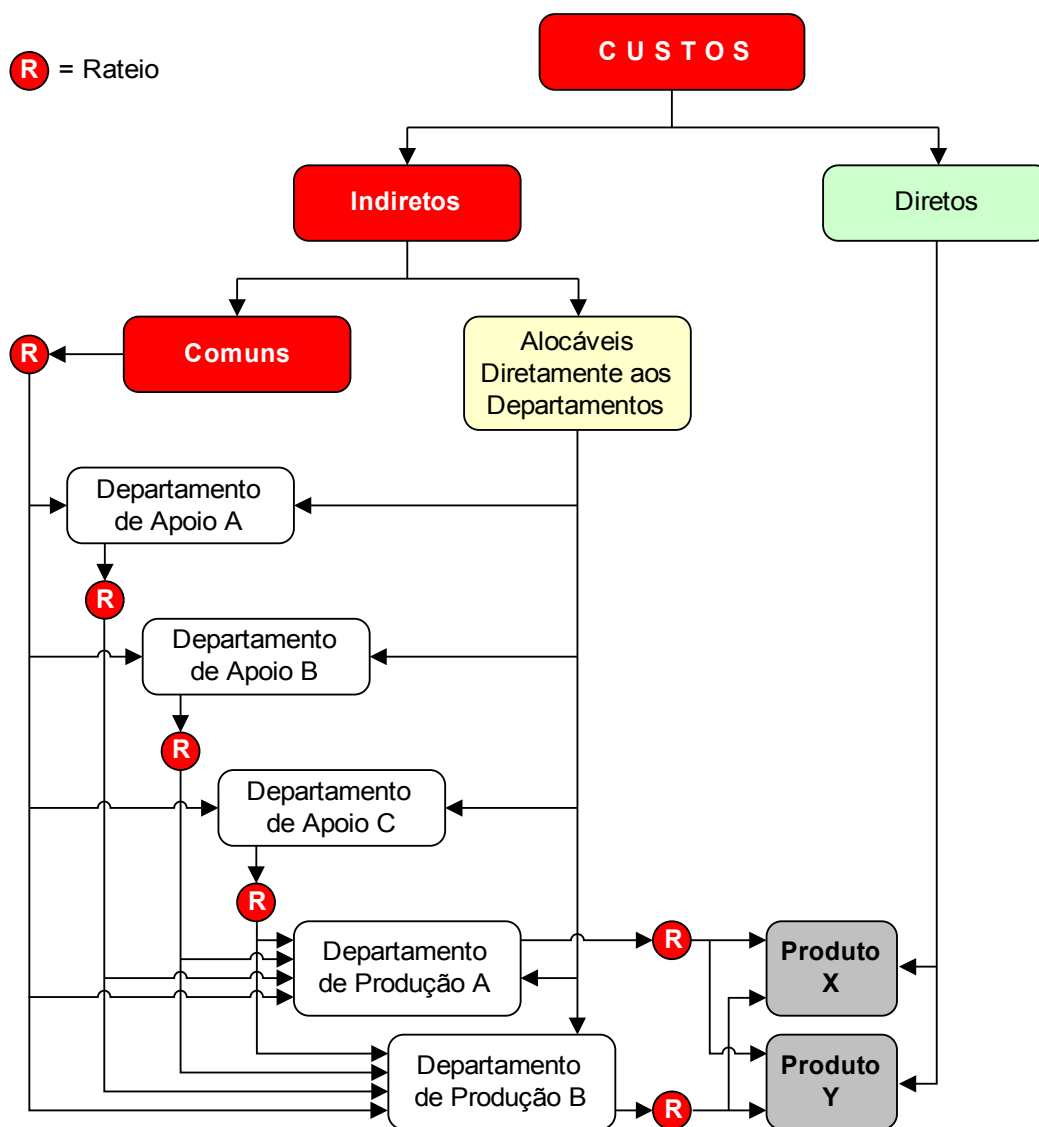 C U S T O S
R = Rateio
Indiretos
Diretos
R
Comuns
Alocáveis
Diretamente aos
Departamentos
Departamento
de Apoio A
R
Departamento
de Apoio B
R
Departamento
de Apoio C
R
Departamento
de Produção A
R
Produto
X
Departamento
de Produção B
R
Produto
Y